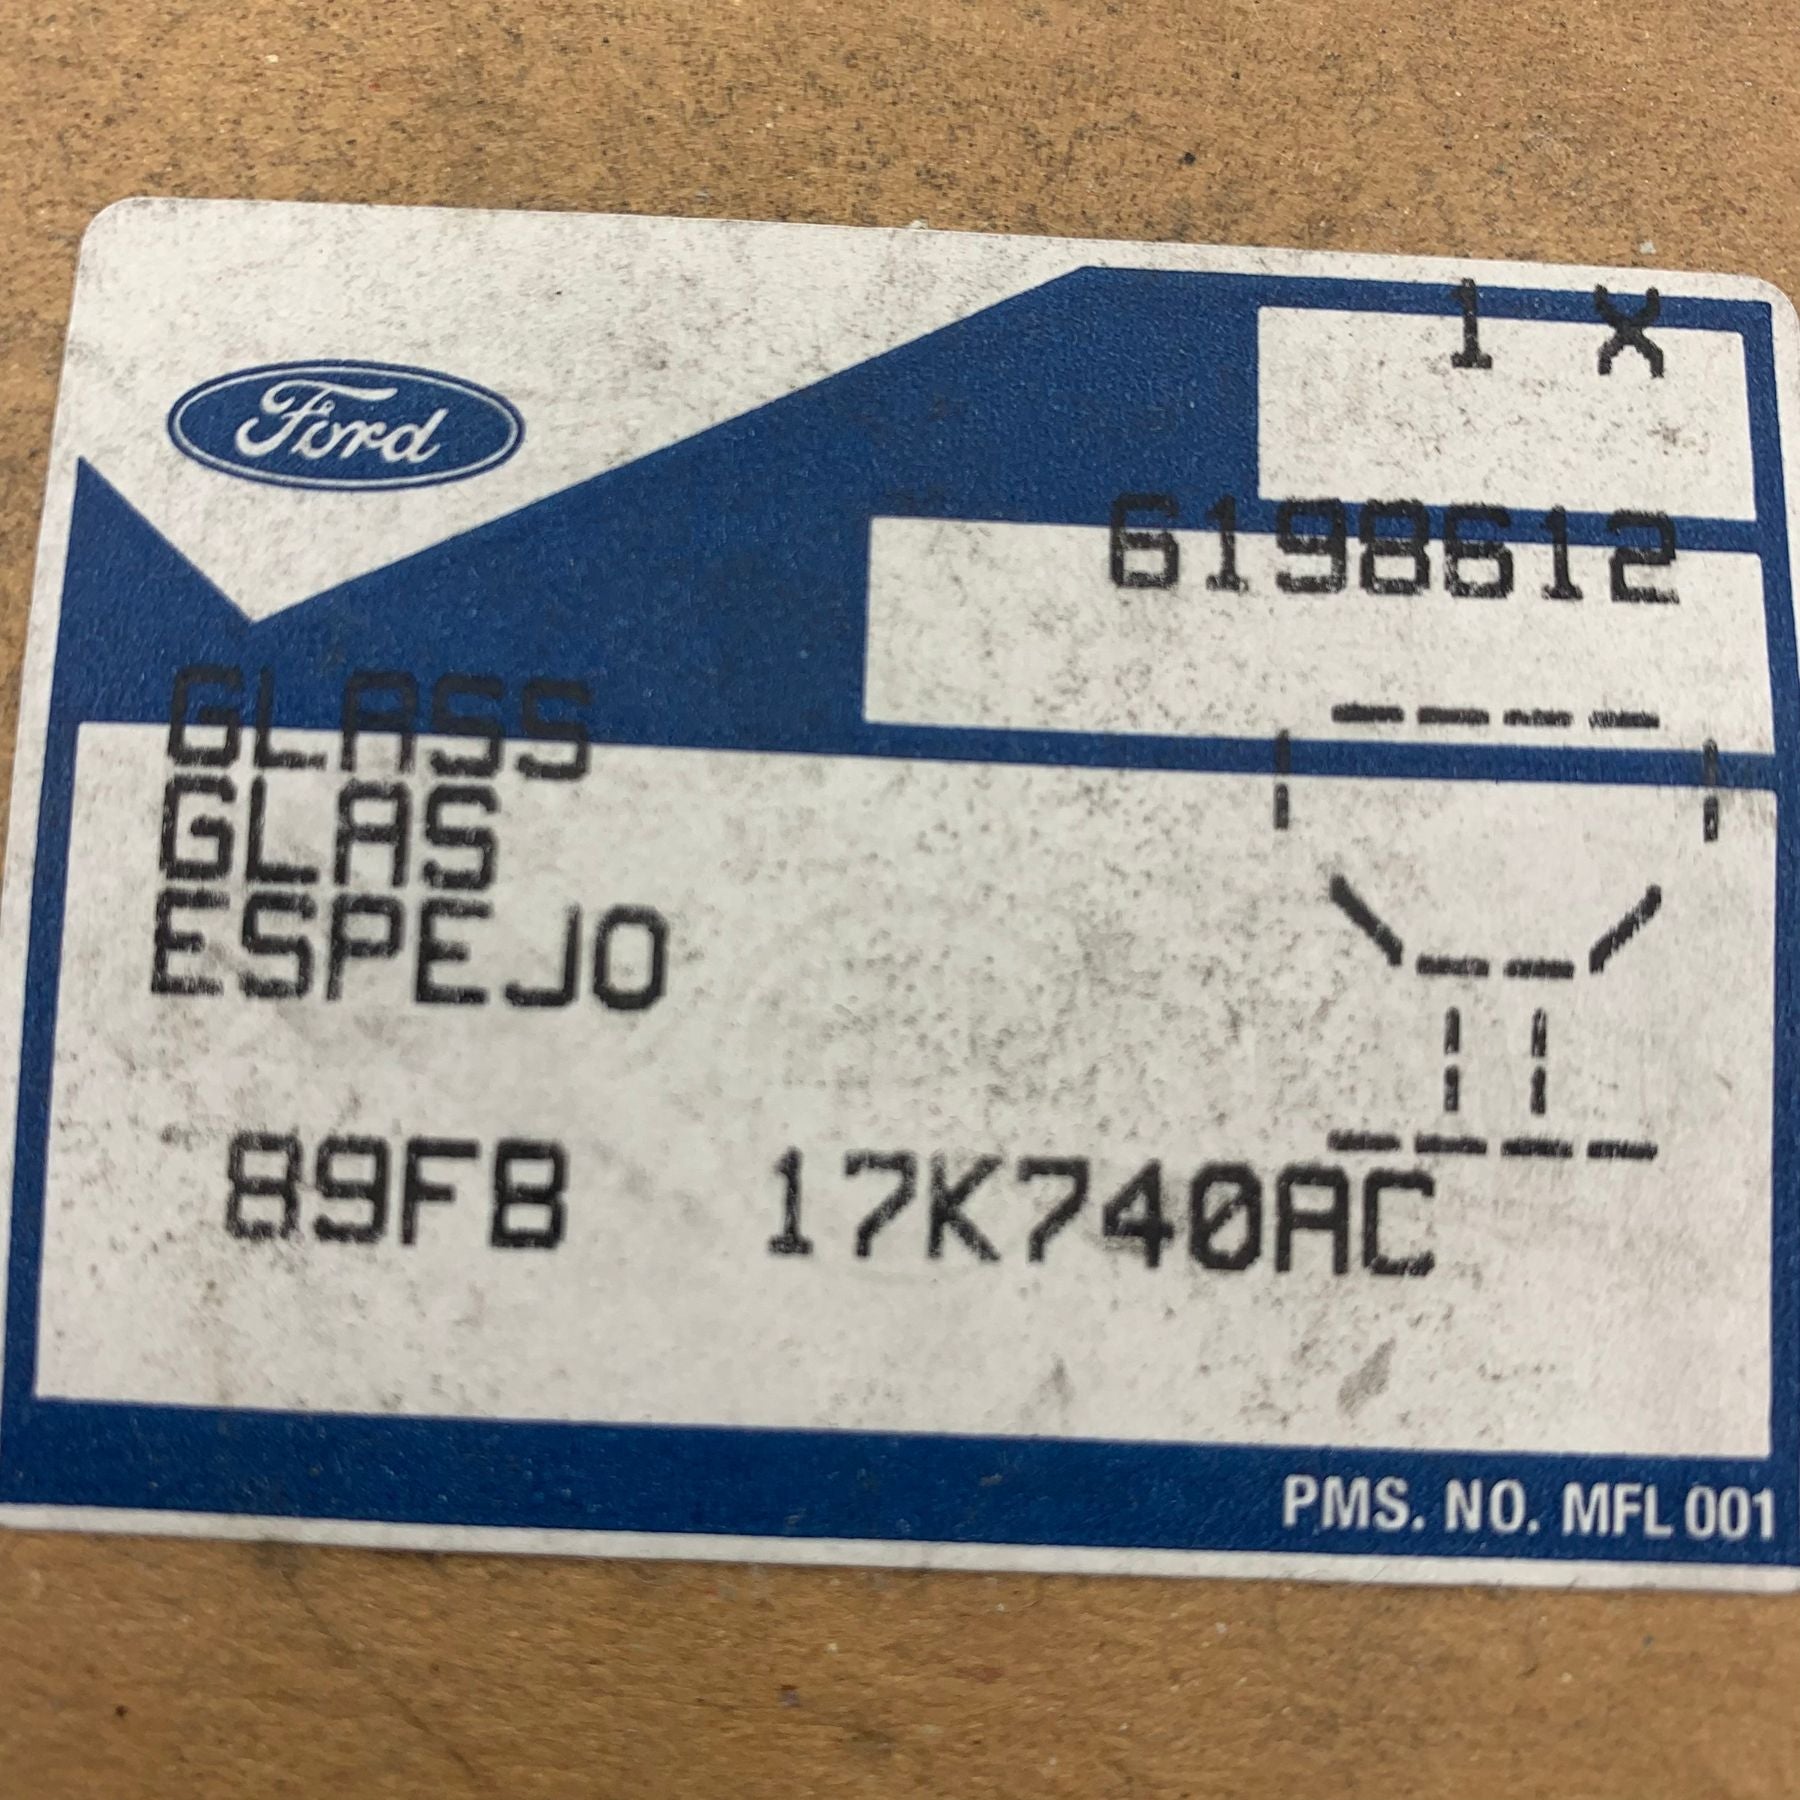 1 X
Ford
6198612
GLASS
GLAS
ESPEJO
89FB 17K740AC
PMS. NO. MFL 001